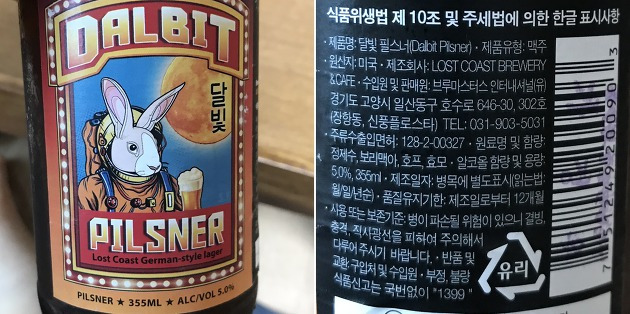 DALBIT
달빛
PILSNER
Lost Coast German-style lager
PILSNER ★ 355ML ★ ALC/VOL 5.0%
식품위생법 제 10조 및 주세법에 의한 한글 표시사항
· 제품명: 달빛 필스너(Dalbit Pilsner) · 제품유형: 맥주
· 원산지: 미국 · 제조회사: LOST COAST BREWERY
&CAFE · 수입원 및 판매원: 브루마스터스 인터내셔널(유)
경기도 고양시 일산동구 호수로 646-30, 302호
(장항동, 신풍플로스타) TEL: 031-903-5031
· 주류수출입면허: 128-2-00327 · 원료명 및 함량:
정제수, 보리맥아, 호프, 효모 · 알코올 함량 및 용량:
5.0%, 355ml · 제조일자: 병목에 별도표시(읽는법:
월/일/년순) · 품질유지기한: 제조일로부터 12개월
· 사용 또는 보존기준: 병이 파손될 위험이 있으니 결빙,
충격, 직사광선을 피하여 주의해서
다루어 주시기 바랍니다. · 반품 및
교환: 구입처 및 수입원 · 부정, 불량
식품신고는 국번없이 "1399"
유리
7 51249 20090 3